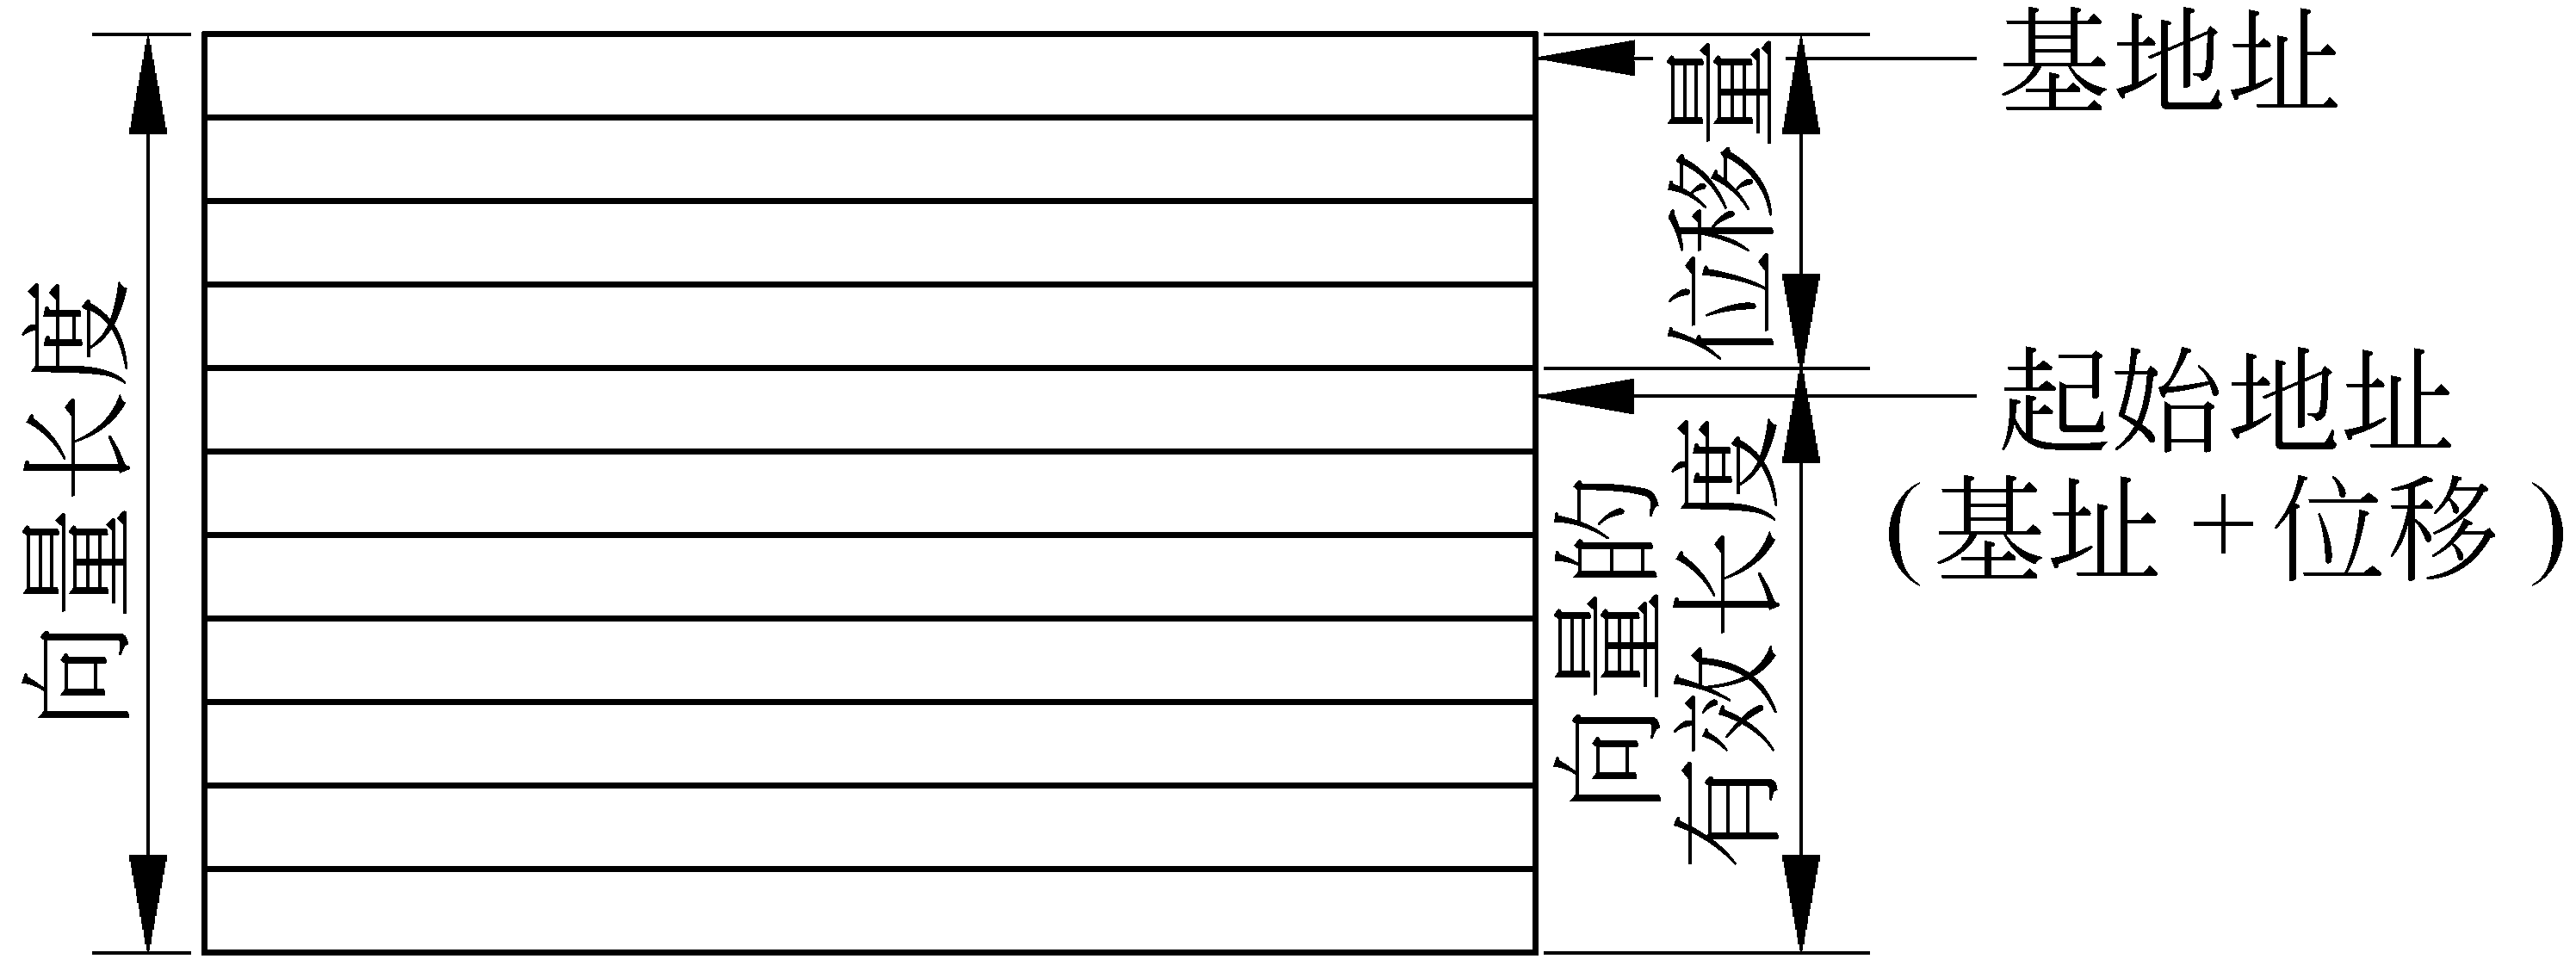 向量长度
位移量
基地址
起始地址
(基址+位移)
向量的
有效长度